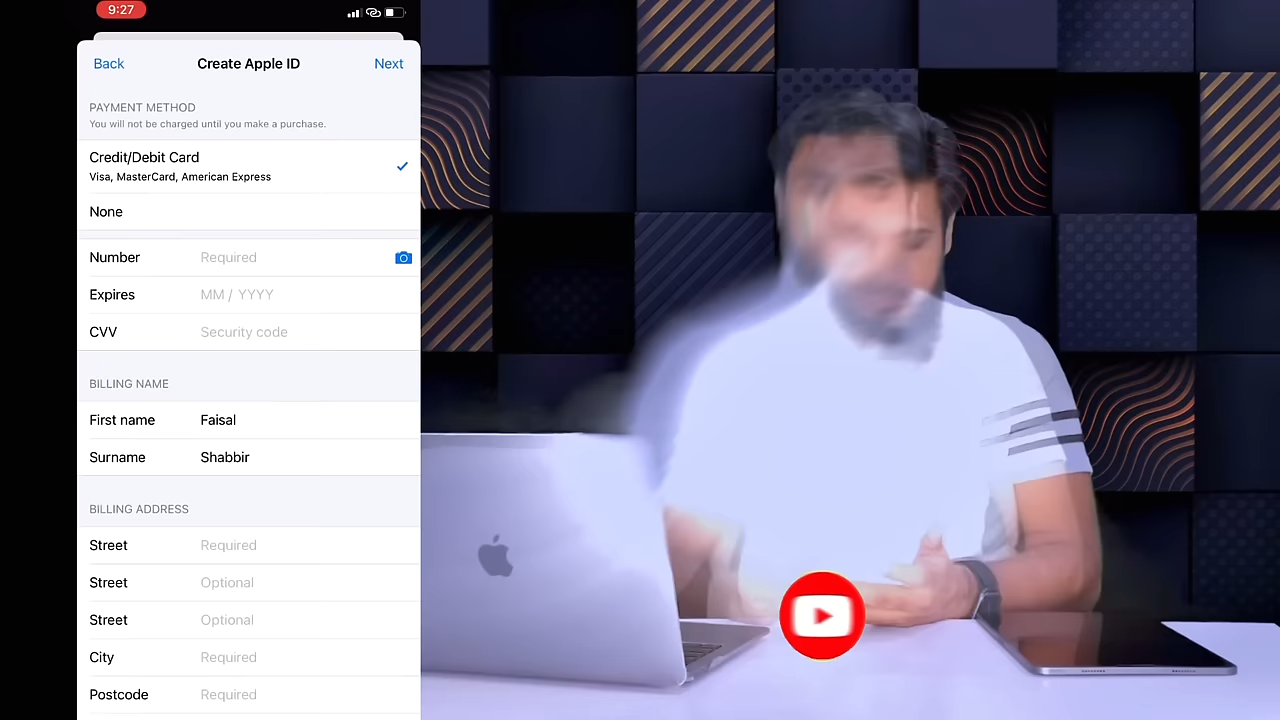 9:27
Back Create Apple ID Next
PAYMENT METHOD
You will not be charged until you make a purchase.
Credit/Debit Card
Visa, MasterCard, American Express
None
Number Required
Expires MM / YYYY
CVV Security code
BILLING NAME
First name Faisal
Surname Shabbir
BILLING ADDRESS
Street Required
Street Optional
Street Optional
City Required
Postcode Required